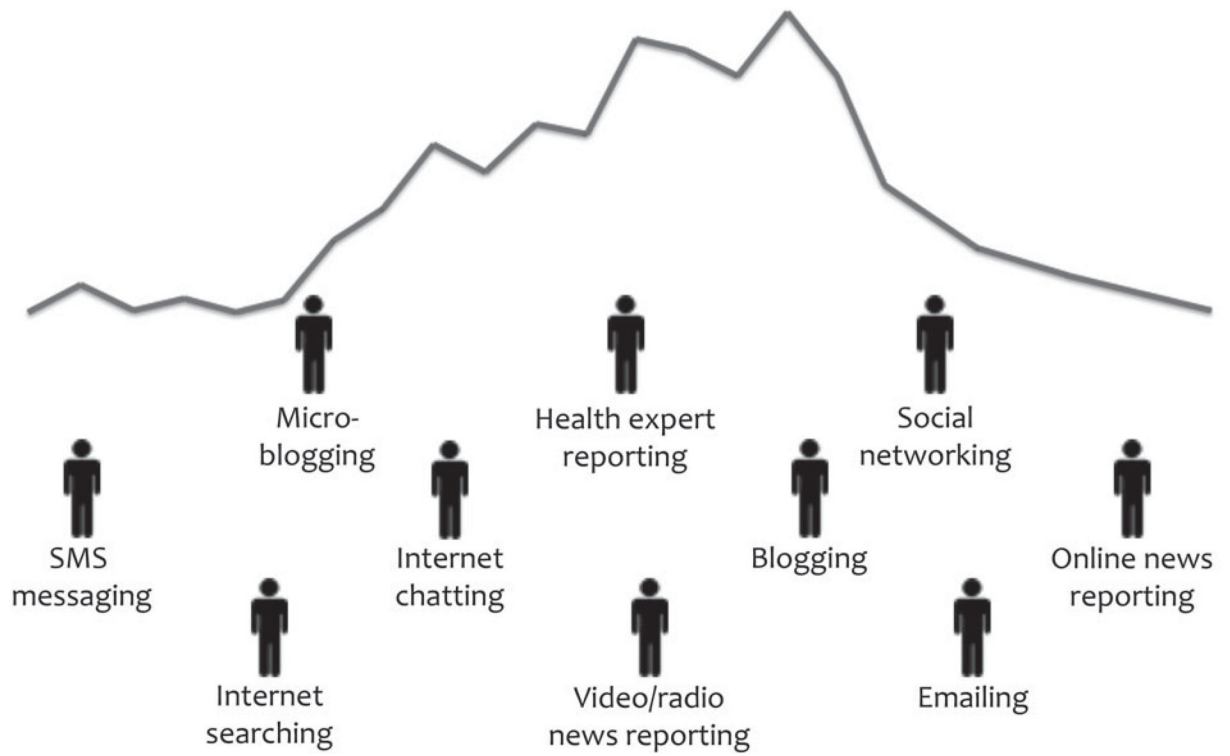 Micro-
blogging
Health expert
reporting
Social
networking
SMS
messaging
Internet
chatting
Blogging
Online news
reporting
Internet
searching
Video/radio
news reporting
Emailing